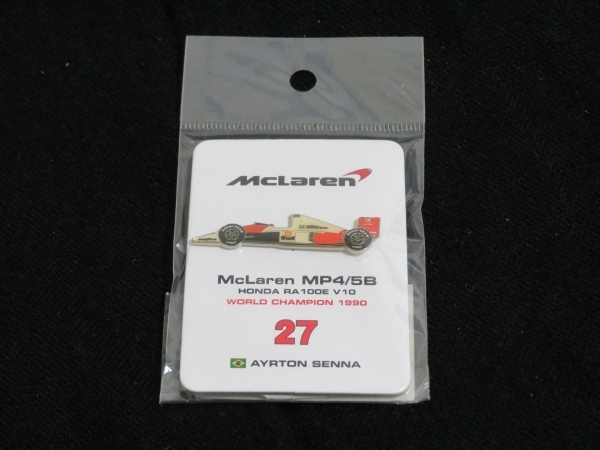 McLaren
McLaren MP4/5B
HONDA RA100E V10
WORLD CHAMPION 1990
27
AYRTON SENNA